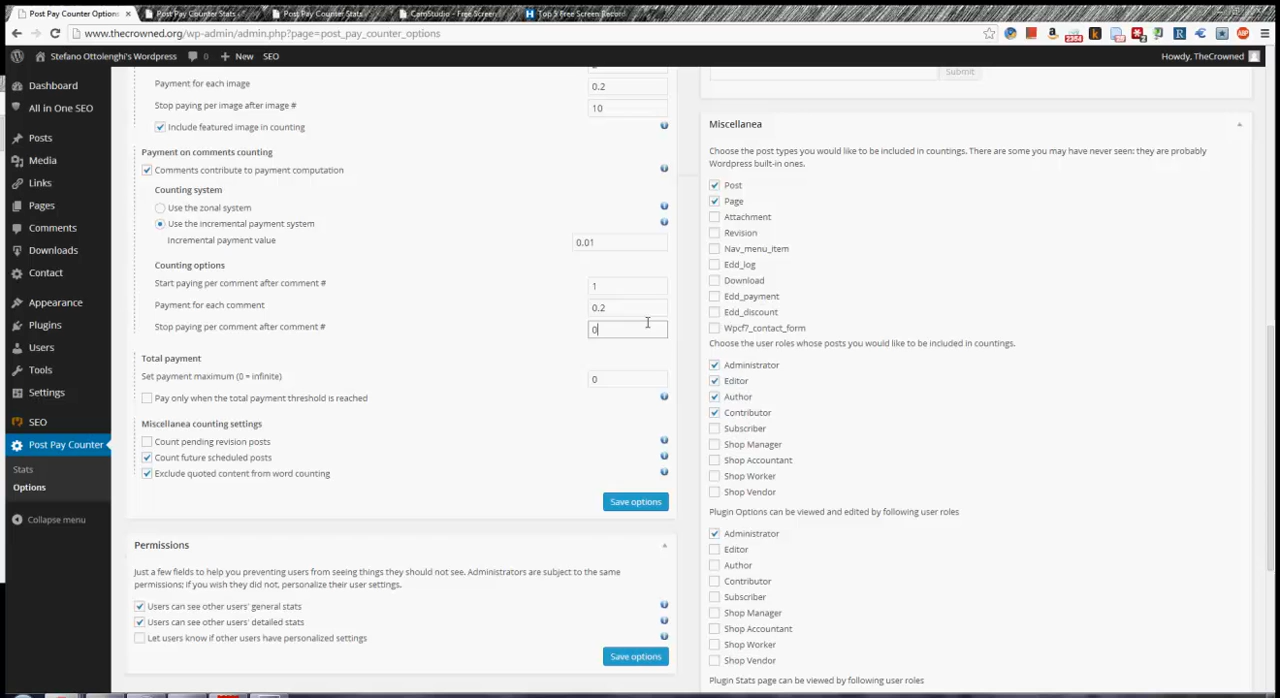 Post Pay Counter Options
Post Pay Counter Stats
Post Pay Counter Stats
CamStudio - Free Screen
Top 5 Free Screen Record
www.thecrowned.org/wp-admin/admin.php?page=post_pay_counter_options
Stefano Ottolenghi's Wordpress 0 New SEO
Howdy, TheCrowned
Dashboard
All in One SEO
Posts
Media
Links
Pages
Comments
Downloads
Contact
Appearance
Plugins
Users
Tools
Settings
SEO
Post Pay Counter
Stats
Options
Collapse menu
Payment for each image 0.2
Stop paying per image after image # 10
Include featured image in counting
Payment on comments counting
Comments contribute to payment computation
Counting system
Use the zonal system
Use the incremental payment system
Incremental payment value 0.01
Counting options
Start paying per comment after comment # 1
Payment for each comment 0.2
Stop paying per comment after comment # 0
Total payment
Set payment maximum (0 = infinite) 0
Pay only when the total payment threshold is reached
Miscellanea counting settings
Count pending revision posts
Count future scheduled posts
Exclude quoted content from word counting
Save options
Permissions
Just a few fields to help you preventing users from seeing things they should not see. Administrators are subject to the same
permissions; if you wish they did not, personalize their user settings.
Users can see other users' general stats
Users can see other users' detailed stats
Let users know if other users have personalized settings
Save options
Submit
Miscellanea
Choose the post types you would like to be included in countings. There are some you may have never seen: they are probably
Wordpress built-in ones.
Post
Page
Attachment
Revision
Nav_menu_item
Edd_log
Download
Edd_payment
Edd_discount
Wpcf7_contact_form
Choose the user roles whose posts you would like to be included in countings.
Administrator
Editor
Author
Contributor
Subscriber
Shop Manager
Shop Accountant
Shop Worker
Shop Vendor
Plugin Options can be viewed and edited by following user roles
Administrator
Editor
Author
Contributor
Subscriber
Shop Manager
Shop Accountant
Shop Worker
Shop Vendor
Plugin Stats page can be viewed by following user roles